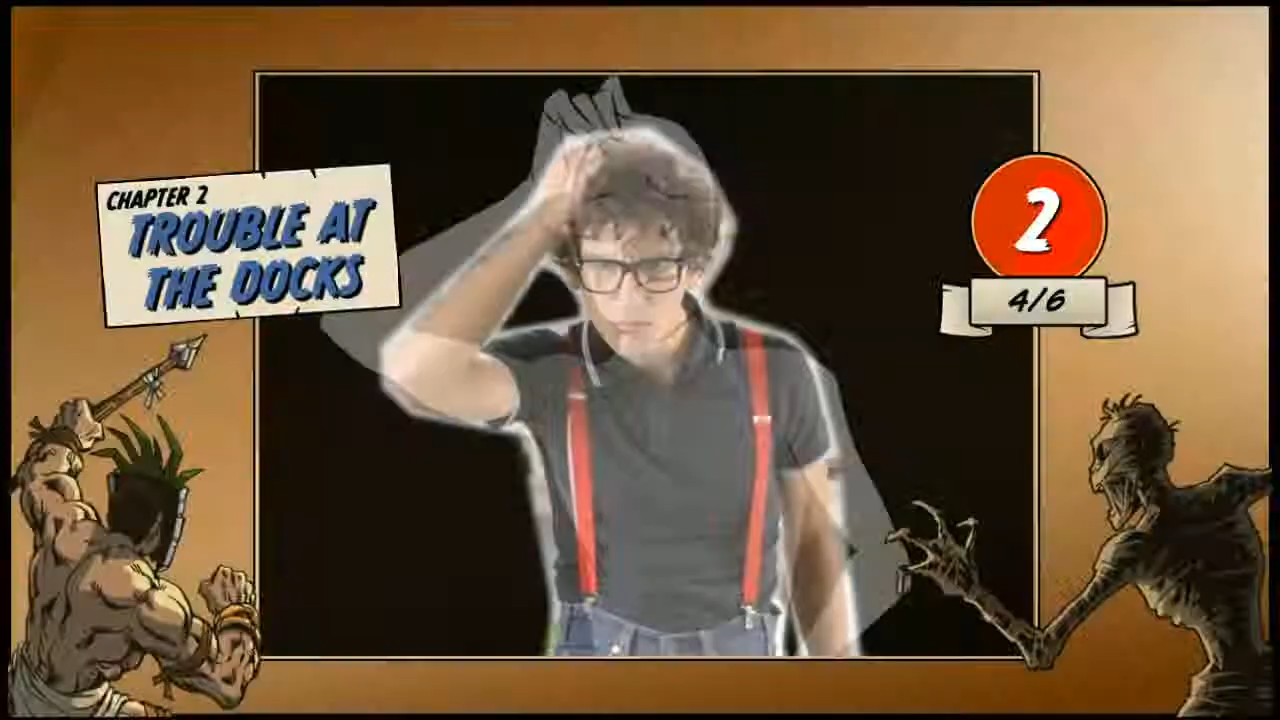 CHAPTER 2
TROUBLE AT
THE DOCKS
2
4/6